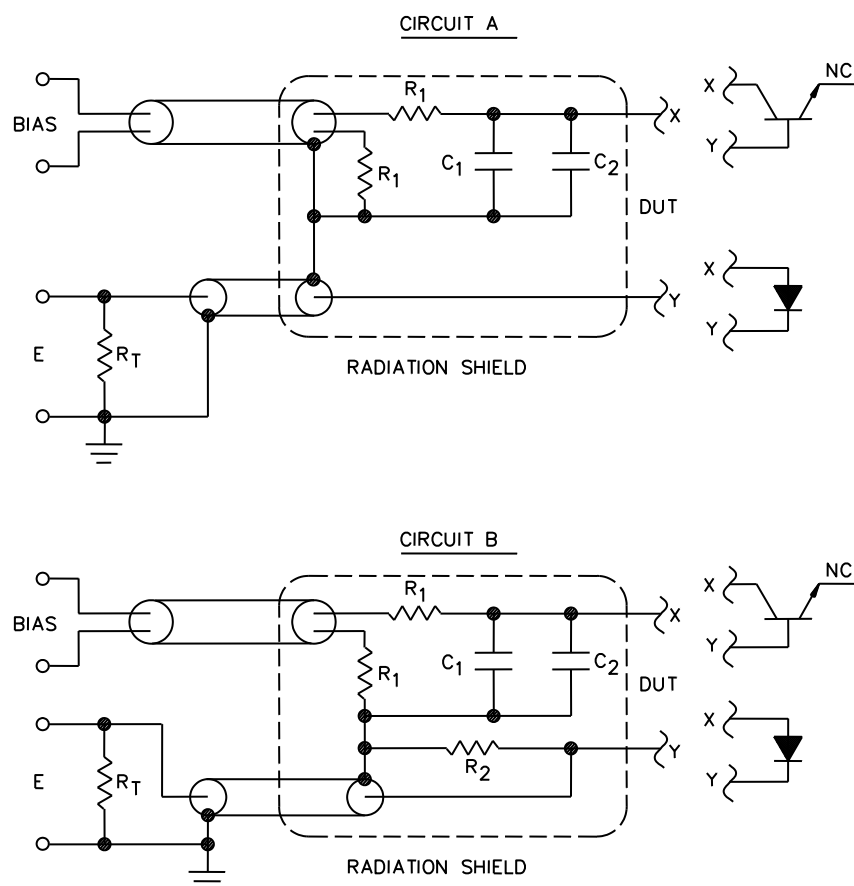 CIRCUIT A
R1
X
NC
BIAS
X
Y
R1
C1
C2
DUT
X
Y
E
RT
Y
RADIATION SHIELD
CIRCUIT B
R1
X
NC
BIAS
X
Y
R1
C1
C2
DUT
X
Y
E
RT
R2
Y
RADIATION SHIELD